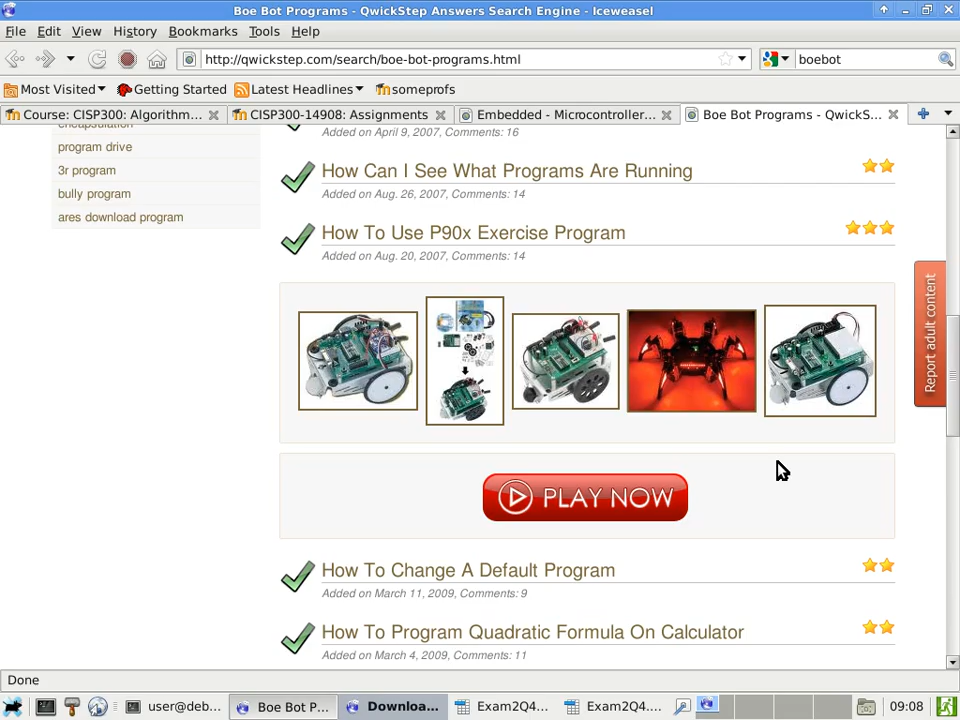 Boe Bot Programs - QwickStep Answers Search Engine - Iceweasel
File Edit View History Bookmarks Tools Help
http://qwickstep.com/search/boe-bot-programs.html
boebot
Most Visited Getting Started Latest Headlines someprofs
Course: CISP300: Algorithm... CISP300-14908: Assignments Embedded - Microcontroller... Boe Bot Programs - QwickS...
encapsulation
program drive
3r program
bully program
ares download program
Added on April 9, 2007, Comments: 16
How Can I See What Programs Are Running
Added on Aug. 26, 2007, Comments: 14
How To Use P90x Exercise Program
Added on Aug. 20, 2007, Comments: 14
Report adult content
PLAY NOW
How To Change A Default Program
Added on March 11, 2009, Comments: 9
How To Program Quadratic Formula On Calculator
Added on March 4, 2009, Comments: 11
Done
user@deb... Boe Bot P... Downloa... Exam2Q4... Exam2Q4.... 09:08